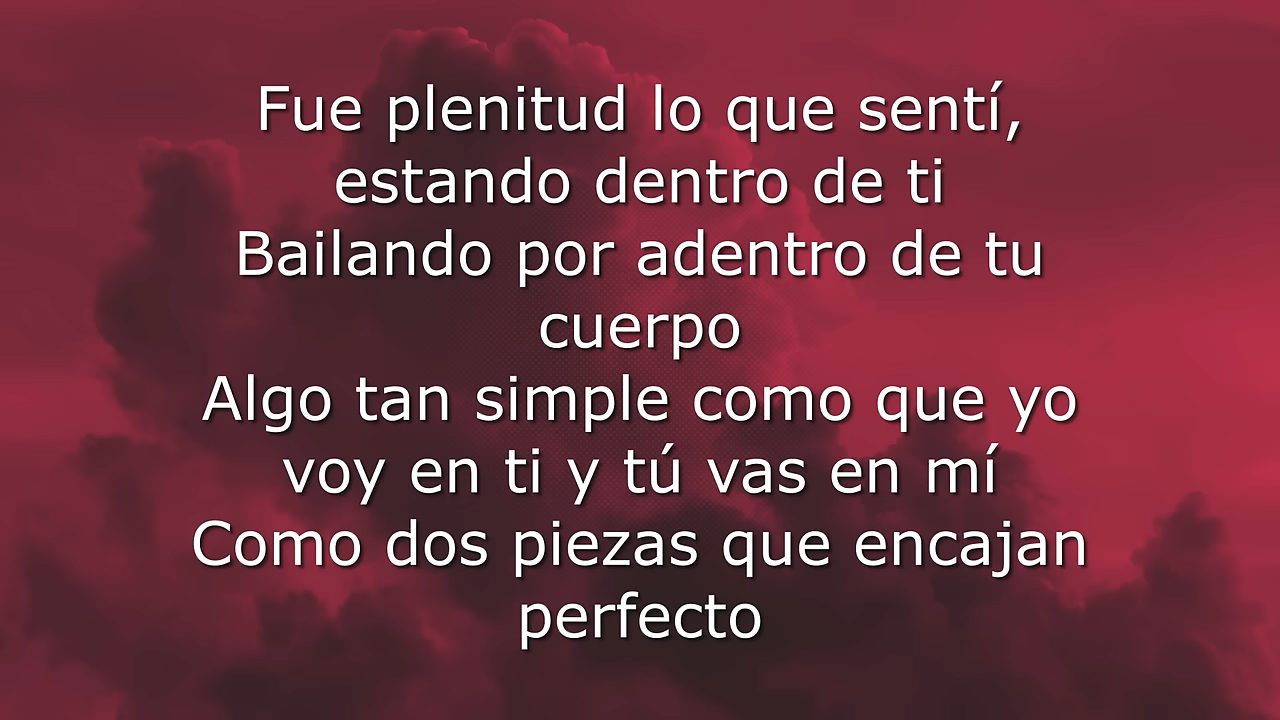 Fue plenitud lo que sentí,
estando dentro de ti
Bailando por adentro de tu
cuerpo
Algo tan simple como que yo
voy en ti y tú vas en mí
Como dos piezas que encajan
perfecto